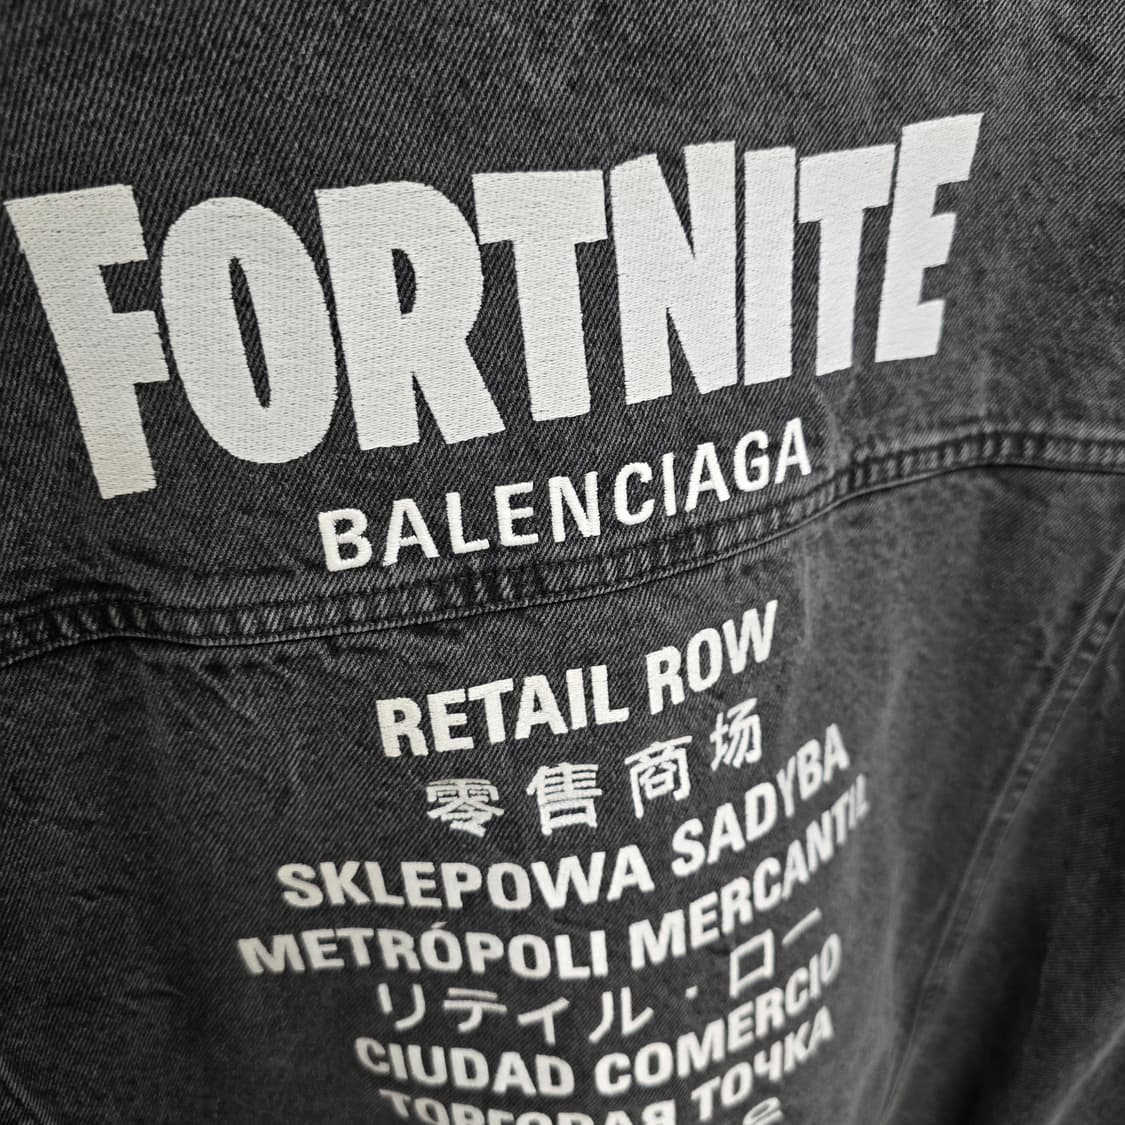 FORTNITE
BALENCIAGA
RETAIL ROW
零售商场
SKLEPOWA SADYBA
METRÓPOLI MERCANTIL
リテイル・ロー
CIUDAD COMERCIO
ТОРГОВАЯ ТОЧКА